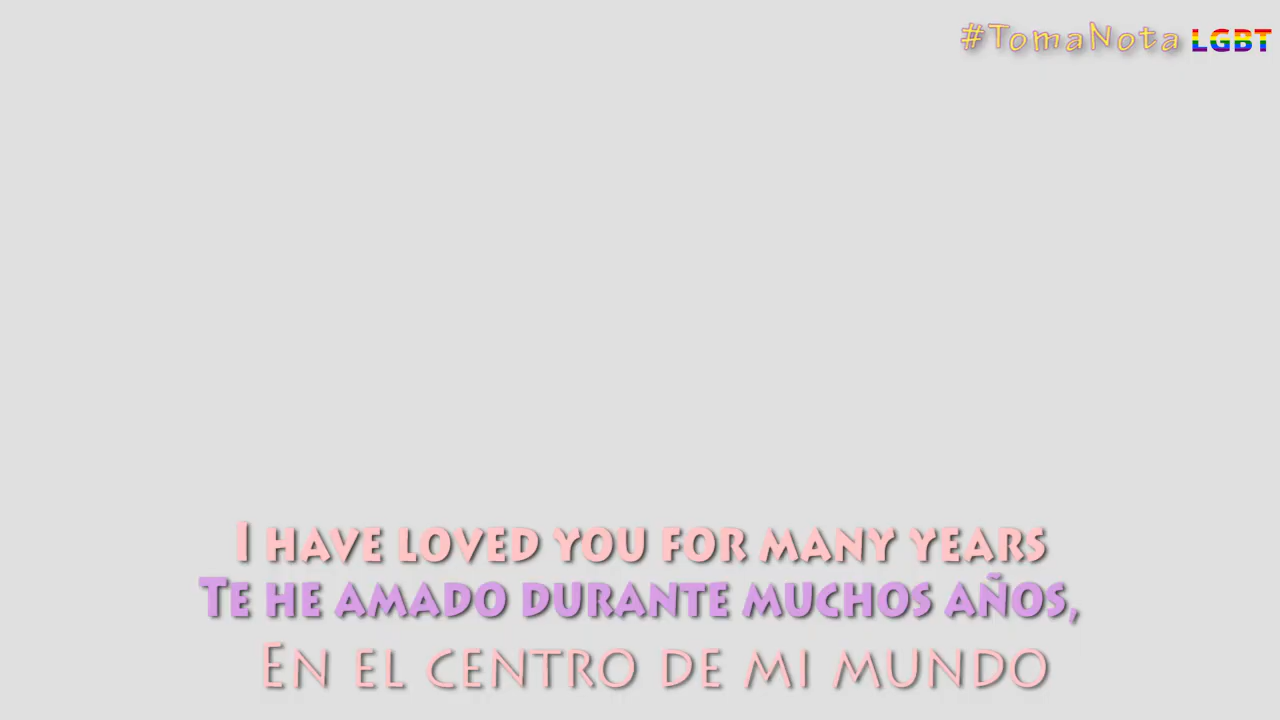 #TomaNota LGBT
I have loved you for many years
Te he amado durante muchos años,
En el centro de mi mundo